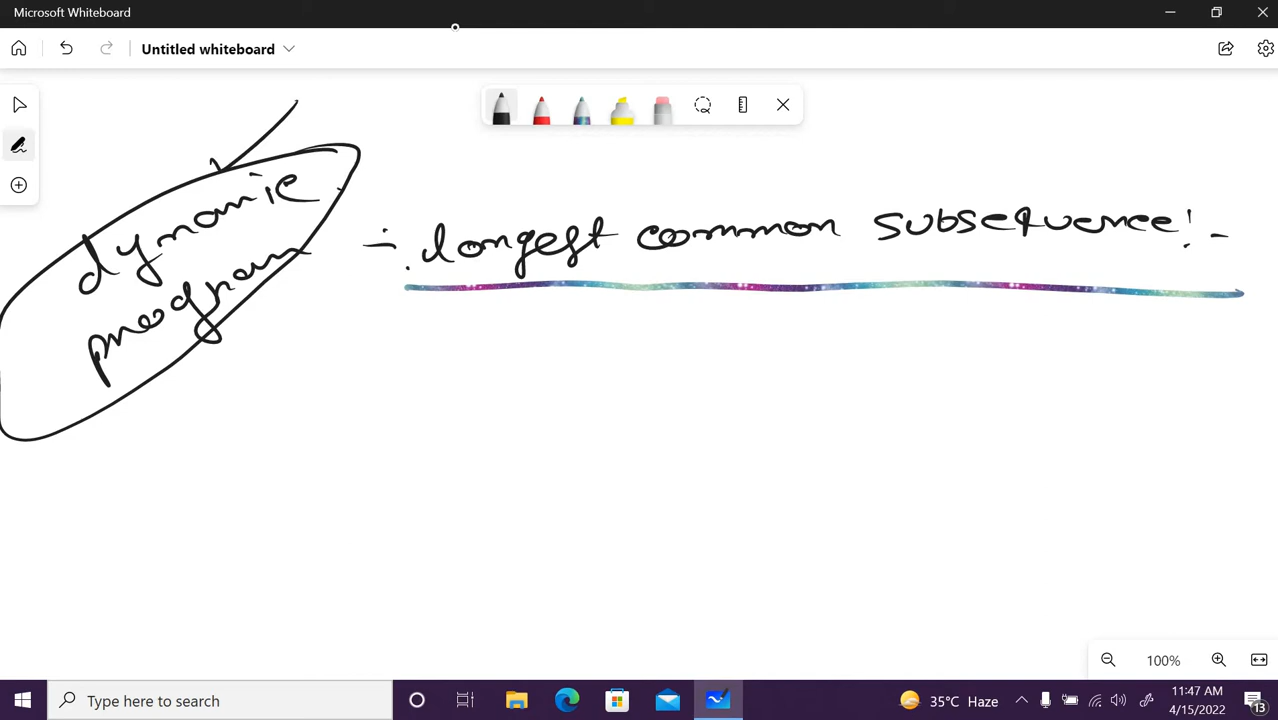 Microsoft Whiteboard
Untitled whiteboard
dynamic
program
:- longest common subsequence :-
100%
Type here to search
35°C Haze
11:47 AM
4/15/2022
13